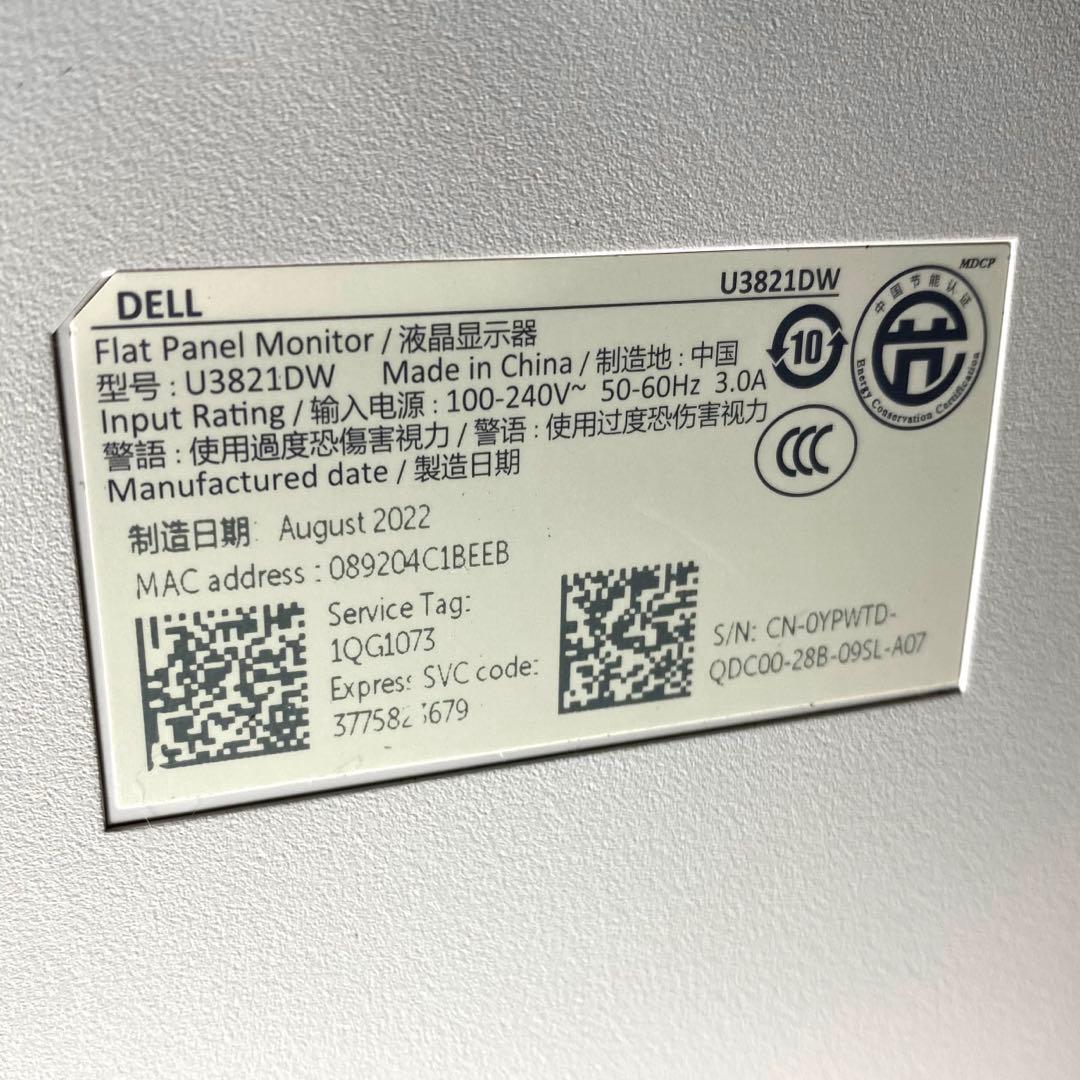 DELL U3821DW
Flat Panel Monitor / 液晶显示器
型号 : U3821DW Made in China / 制造地 : 中国
Input Rating / 输入电源 : 100-240V~ 50-60Hz 3.0A
警語 : 使用過度恐傷害視力 / 警语 : 使用过度恐伤害视力
Manufactured date / 製造日期
制造日期: August 2022
MAC address : 089204C1BEEB
Service Tag:
1QG1073
Express SVC code:
S/N: CN-0YPWTD-
QDC00-28B-09SL-A07
10
MDCP
中国节能认证
节
Energy Conservation Certification
CCC